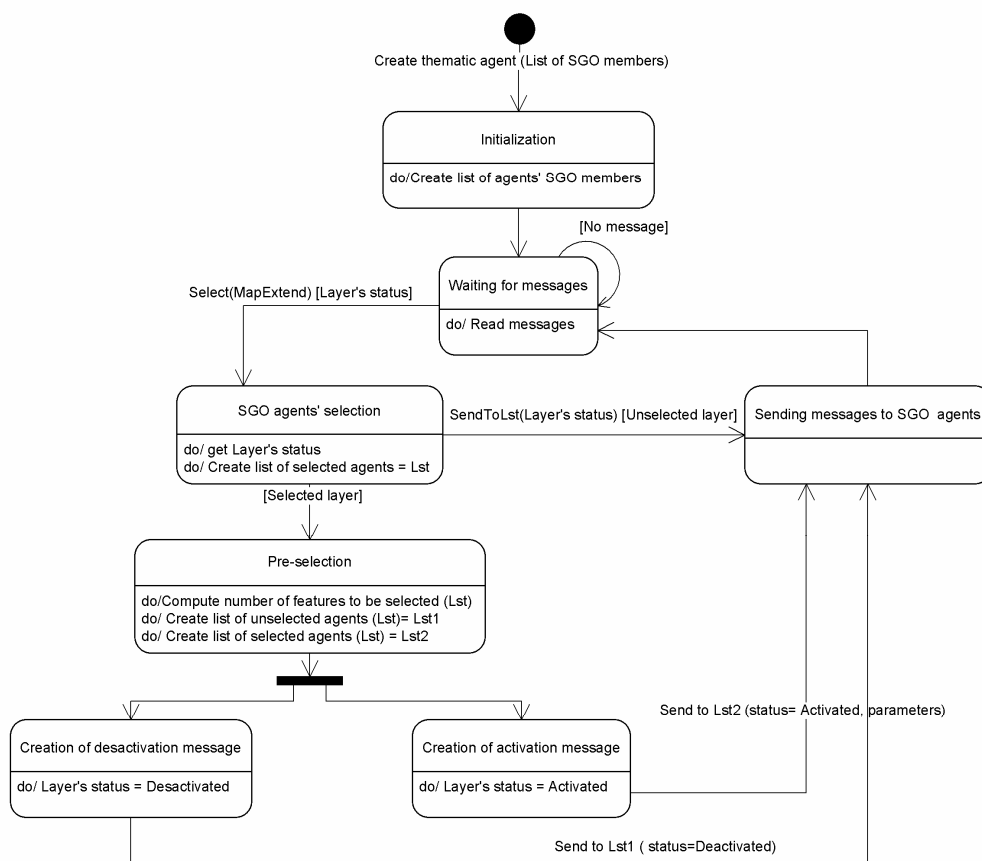 Create thematic agent (List of SGO members)
Initialization
do/Create list of agents' SGO members
[No message]
Waiting for messages
Select(MapExtend) [Layer's status]
do/ Read messages
SGO agents' selection
SendToLst(Layer's status) [Unselected layer]
Sending messages to SGO agents
do/ get Layer's status
do/ Create list of selected agents = Lst
[Selected layer]
Pre-selection
do/Compute number of features to be selected (Lst)
do/ Create list of unselected agents (Lst)= Lst1
do/ Create list of selected agents (Lst) = Lst2
Send to Lst2 (status= Activated, parameters)
Creation of desactivation message
Creation of activation message
do/ Layer's status = Desactivated
do/ Layer's status = Activated
Send to Lst1 ( status=Deactivated)